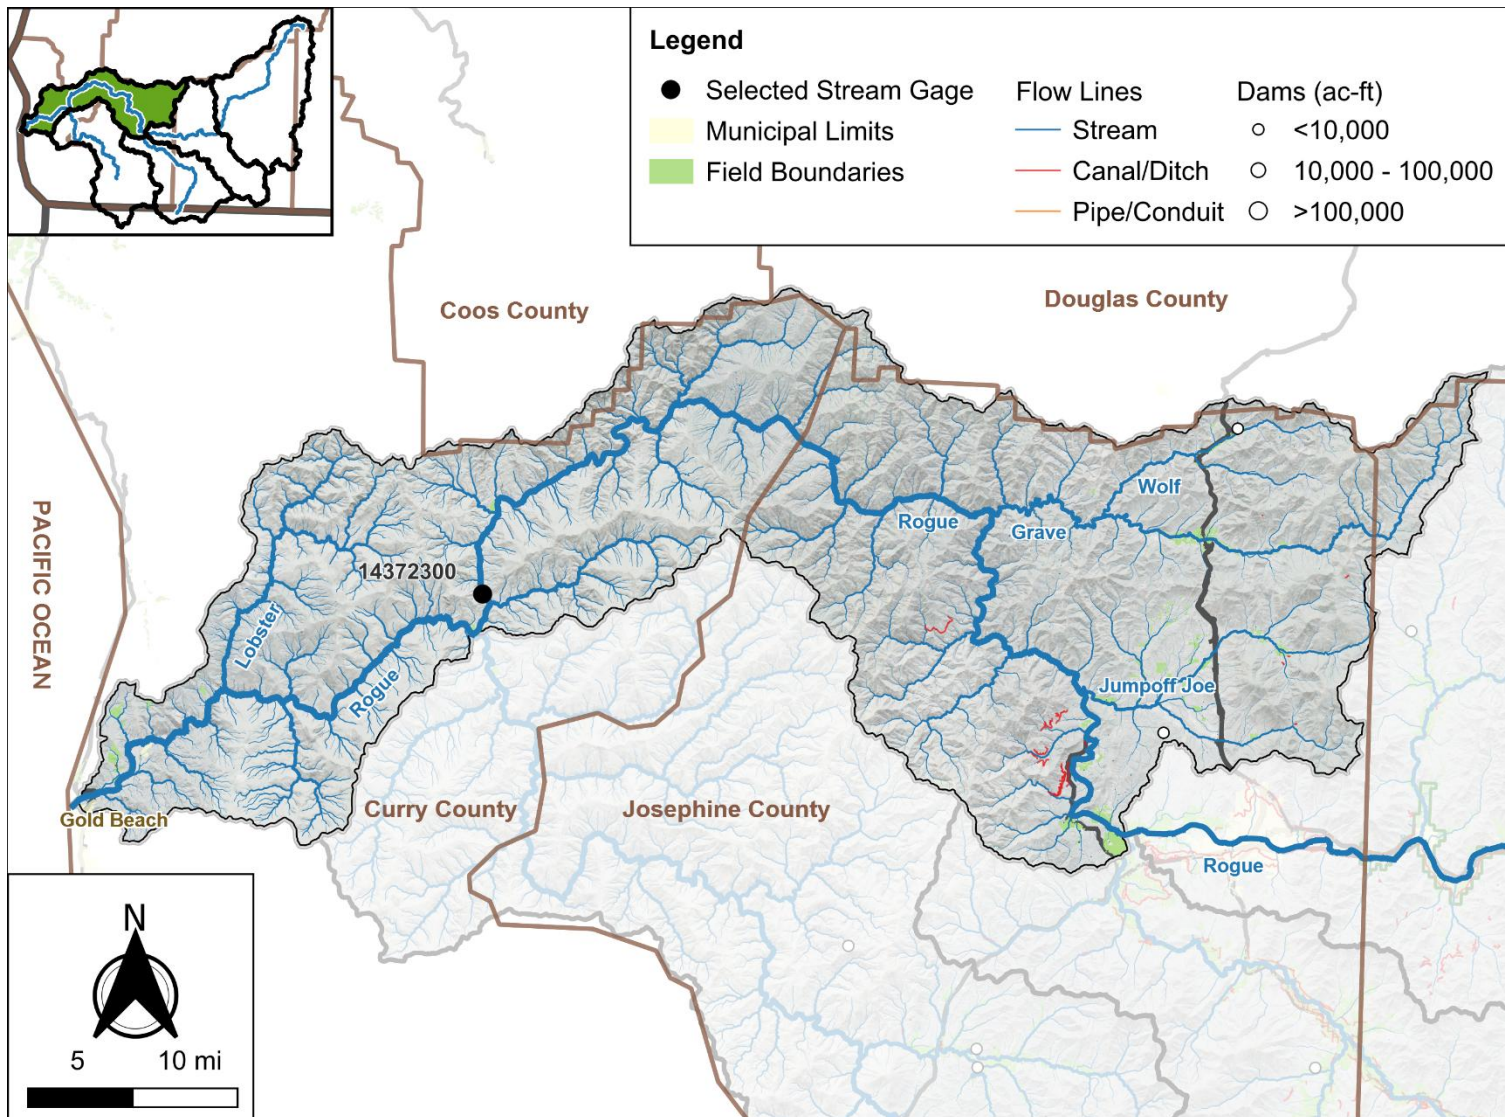 Legend
Selected Stream Gage
Municipal Limits
Field Boundaries
Flow Lines
Stream
Canal/Ditch
Pipe/Conduit
Dams (ac-ft)
<10,000
10,000 - 100,000
>100,000
Coos County
Douglas County
PACIFIC OCEAN
Wolf
Rogue
Grave
14372300
Lobster
Rogue
Jumpoff Joe
Gold Beach
Curry County
Josephine County
Rogue
N
5 10 mi